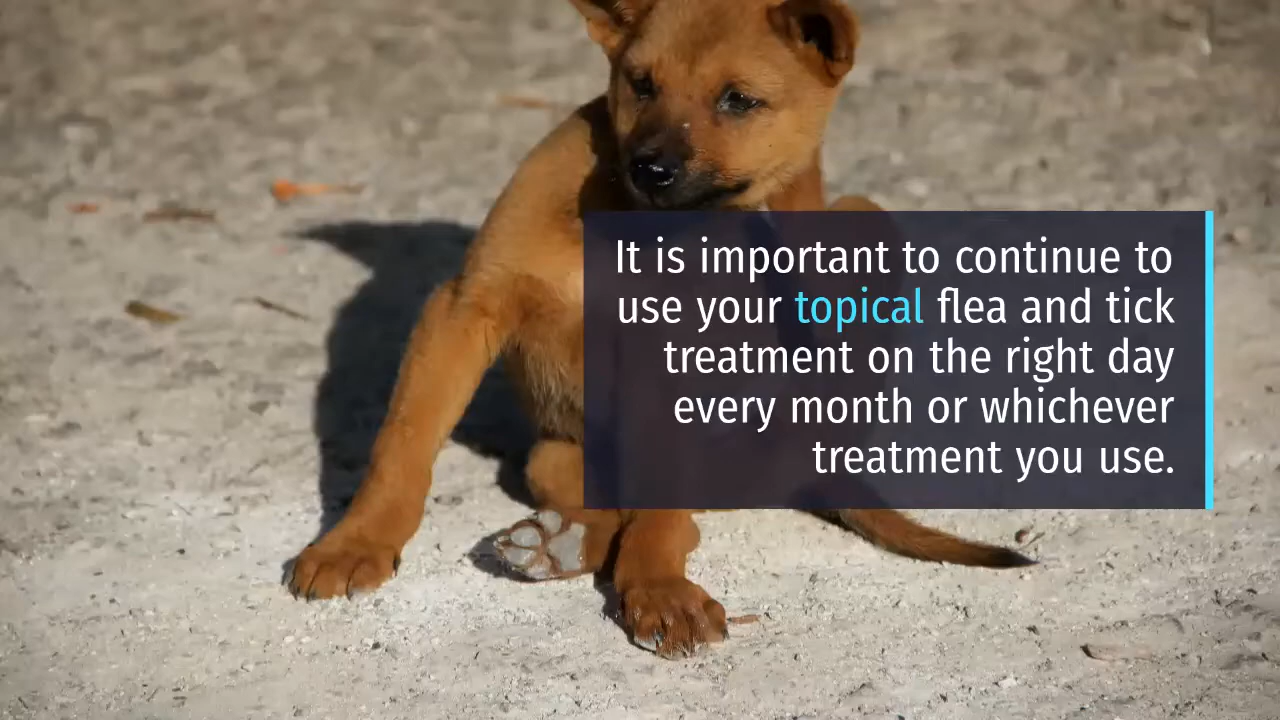 It is important to continue to
use your topical flea and tick
treatment on the right day
every month or whichever
treatment you use.